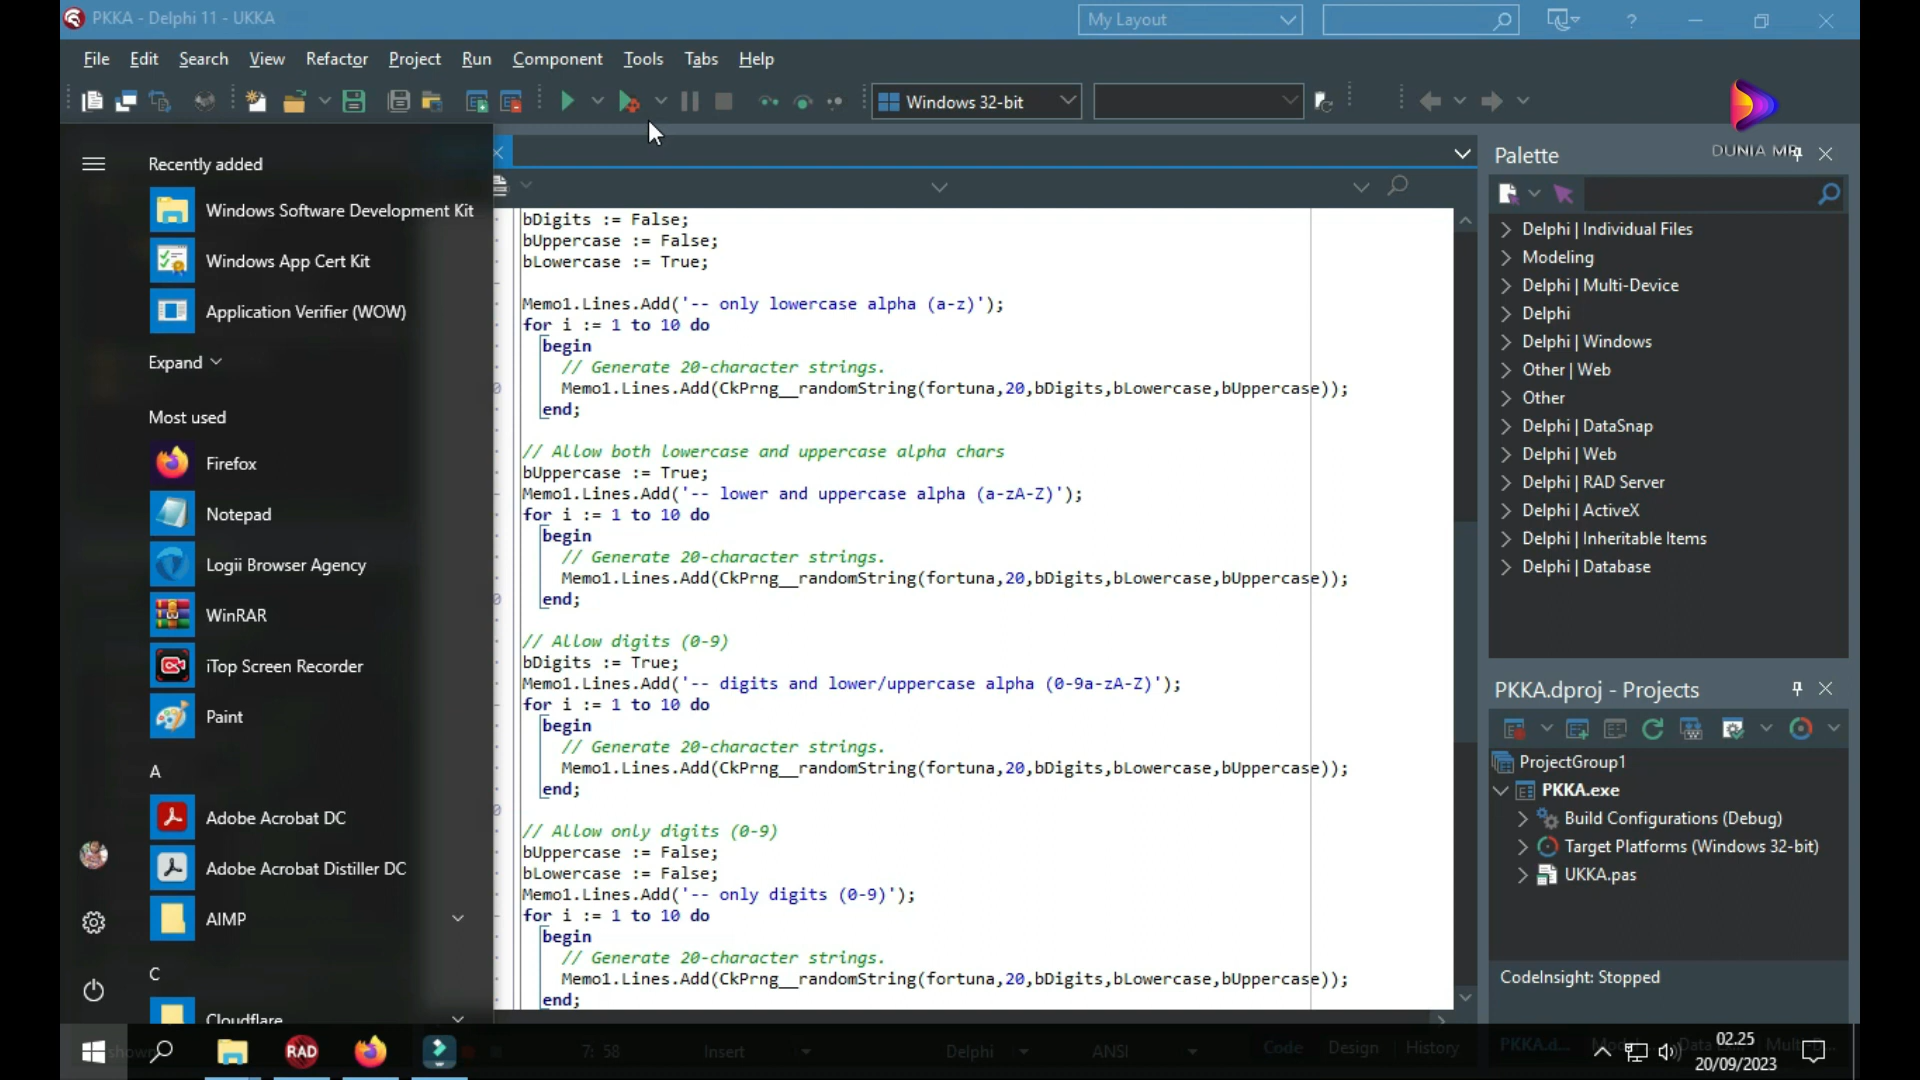 PKKA - Delphi 11 - UKKA
My Layout
File Edit Search View Refactor Project Run Component Tools Tabs Help
Windows 32-bit
DUNIA MR
Recently added
Windows Software Development Kit
Windows App Cert Kit
Application Verifier (WOW)
Expand
Most used
Firefox
Notepad
Logii Browser Agency
WinRAR
iTop Screen Recorder
Paint
A
Adobe Acrobat DC
Adobe Acrobat Distiller DC
AIMP
C
Cloudflare
bDigits := False;
bUppercase := False;
bLowercase := True;
Memo1.Lines.Add('-- only lowercase alpha (a-z)');
for i := 1 to 10 do
begin
// Generate 20-character strings.
Memo1.Lines.Add(CkPrng__randomString(fortuna,20,bDigits,bLowercase,bUppercase));
end;
// Allow both lowercase and uppercase alpha chars
bUppercase := True;
Memo1.Lines.Add('-- lower and uppercase alpha (a-zA-Z)');
for i := 1 to 10 do
begin
// Generate 20-character strings.
Memo1.Lines.Add(CkPrng__randomString(fortuna,20,bDigits,bLowercase,bUppercase));
end;
// Allow digits (0-9)
bDigits := True;
Memo1.Lines.Add('-- digits and lower/uppercase alpha (0-9a-zA-Z)');
for i := 1 to 10 do
begin
// Generate 20-character strings.
Memo1.Lines.Add(CkPrng__randomString(fortuna,20,bDigits,bLowercase,bUppercase));
end;
// Allow only digits (0-9)
bUppercase := False;
bLowercase := False;
Memo1.Lines.Add('-- only digits (0-9)');
for i := 1 to 10 do
begin
// Generate 20-character strings.
Memo1.Lines.Add(CkPrng__randomString(fortuna,20,bDigits,bLowercase,bUppercase));
end;
Palette
Delphi | Individual Files
Modeling
Delphi | Multi-Device
Delphi
Delphi | Windows
Other | Web
Other
Delphi | DataSnap
Delphi | Web
Delphi | RAD Server
Delphi | ActiveX
Delphi | Inheritable Items
Delphi | Database
PKKA.dproj - Projects
ProjectGroup1
PKKA.exe
Build Configurations (Debug)
Target Platforms (Windows 32-bit)
UKKA.pas
CodeInsight: Stopped
shown
RAD
7: 58
Insert
Delphi
ANSI
Code Design History
PKKA.d...
02.25
20/09/2023